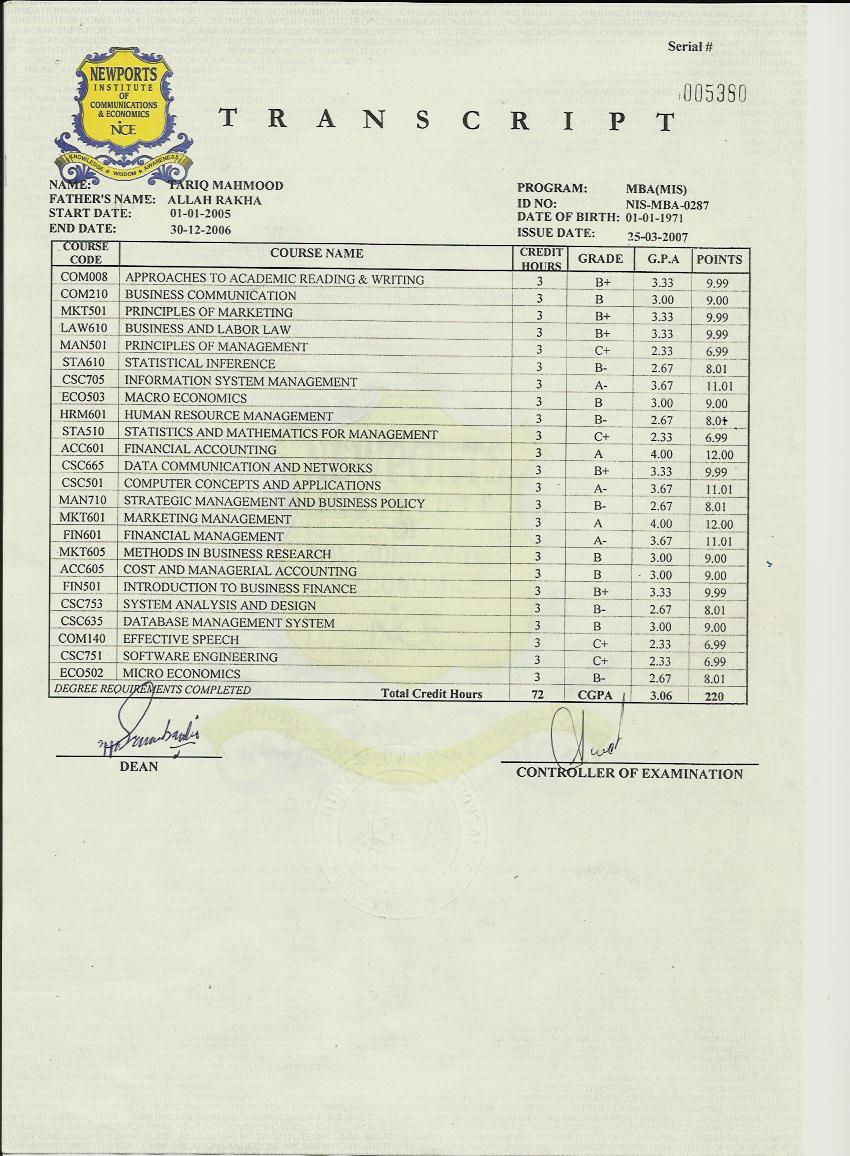 Serial #
005380
NEWPORTS
INSTITUTE
OF
COMMUNICATIONS
& ECONOMICS
NiCE
KNOWLEDGE ★ WISDOM ★ AWARENESS
TRANSCRIPT
NAME: TARIQ MAHMOOD PROGRAM: MBA(MIS)
FATHER'S NAME: ALLAH RAKHA ID NO: NIS-MBA-0287
START DATE: 01-01-2005 DATE OF BIRTH: 01-01-1971
END DATE: 30-12-2006 ISSUE DATE: 25-03-2007
COURSE CODE COURSE NAME CREDIT HOURS GRADE G.P.A POINTS
COM008 APPROACHES TO ACADEMIC READING & WRITING 3 B+ 3.33 9.99
COM210 BUSINESS COMMUNICATION 3 B 3.00 9.00
MKT501 PRINCIPLES OF MARKETING 3 B+ 3.33 9.99
LAW610 BUSINESS AND LABOR LAW 3 B+ 3.33 9.99
MAN501 PRINCIPLES OF MANAGEMENT 3 C+ 2.33 6.99
STA610 STATISTICAL INFERENCE 3 B- 2.67 8.01
CSC705 INFORMATION SYSTEM MANAGEMENT 3 A- 3.67 11.01
ECO503 MACRO ECONOMICS 3 B 3.00 9.00
HRM601 HUMAN RESOURCE MANAGEMENT 3 B- 2.67 8.01
STA510 STATISTICS AND MATHEMATICS FOR MANAGEMENT 3 C+ 2.33 6.99
ACC601 FINANCIAL ACCOUNTING 3 A 4.00 12.00
CSC665 DATA COMMUNICATION AND NETWORKS 3 B+ 3.33 9.99
CSC501 COMPUTER CONCEPTS AND APPLICATIONS 3 A- 3.67 11.01
MAN710 STRATEGIC MANAGEMENT AND BUSINESS POLICY 3 B- 2.67 8.01
MKT601 MARKETING MANAGEMENT 3 A 4.00 12.00
FIN601 FINANCIAL MANAGEMENT 3 A- 3.67 11.01
MKT605 METHODS IN BUSINESS RESEARCH 3 B 3.00 9.00
ACC605 COST AND MANAGERIAL ACCOUNTING 3 B 3.00 9.00
FIN501 INTRODUCTION TO BUSINESS FINANCE 3 B+ 3.33 9.99
CSC753 SYSTEM ANALYSIS AND DESIGN 3 B- 2.67 8.01
CSC635 DATABASE MANAGEMENT SYSTEM 3 B 3.00 9.00
COM140 EFFECTIVE SPEECH 3 C+ 2.33 6.99
CSC751 SOFTWARE ENGINEERING 3 C+ 2.33 6.99
ECO502 MICRO ECONOMICS 3 B- 2.67 8.01
DEGREE REQUIREMENTS COMPLETED Total Credit Hours 72 CGPA 3.06 220
DEAN CONTROLLER OF EXAMINATION